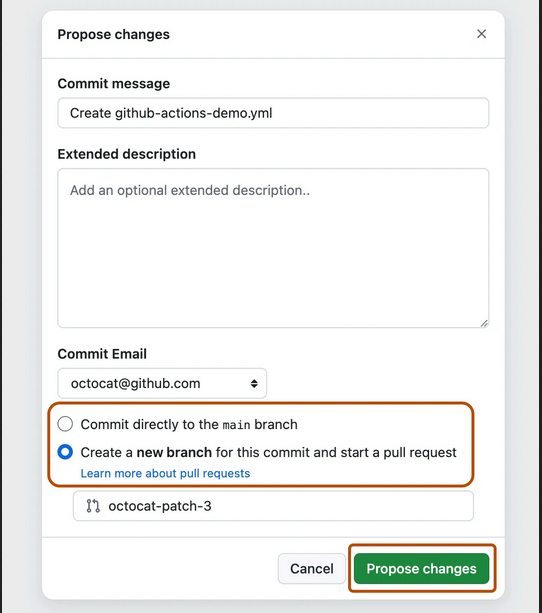 Propose changes
Commit message
Create github-actions-demo.yml
Extended description
Add an optional extended description..
Commit Email
octocat@github.com
Commit directly to the main branch
Create a new branch for this commit and start a pull request
Learn more about pull requests
octocat-patch-3
Cancel
Propose changes